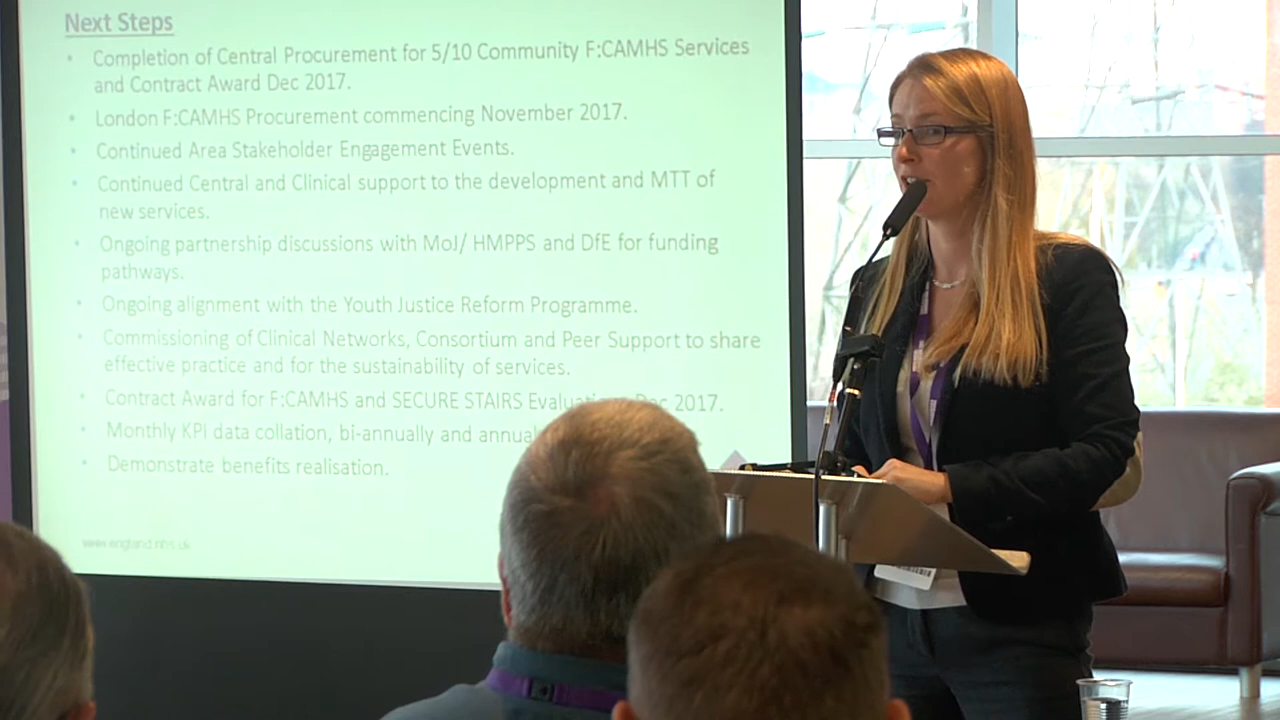 Next Steps
• Completion of Central Procurement for 5/10 Community F:CAMHS Services
and Contract Award Dec 2017.
• London F:CAMHS Procurement commencing November 2017.
• Continued Area Stakeholder Engagement Events.
• Continued Central and Clinical support to the development and MTT of
new services.
• Ongoing partnership discussions with MoJ/ HMPPS and DfE for funding
pathways.
• Ongoing alignment with the Youth Justice Reform Programme.
• Commissioning of Clinical Networks, Consortium and Peer Support to share
effective practice and for the sustainability of services.
• Contract Award for F:CAMHS and SECURE STAIRS Dec 2017.
• Monthly KPI data collation, bi-annually and
• Demonstrate benefits realisation.
www.england.nhs.uk